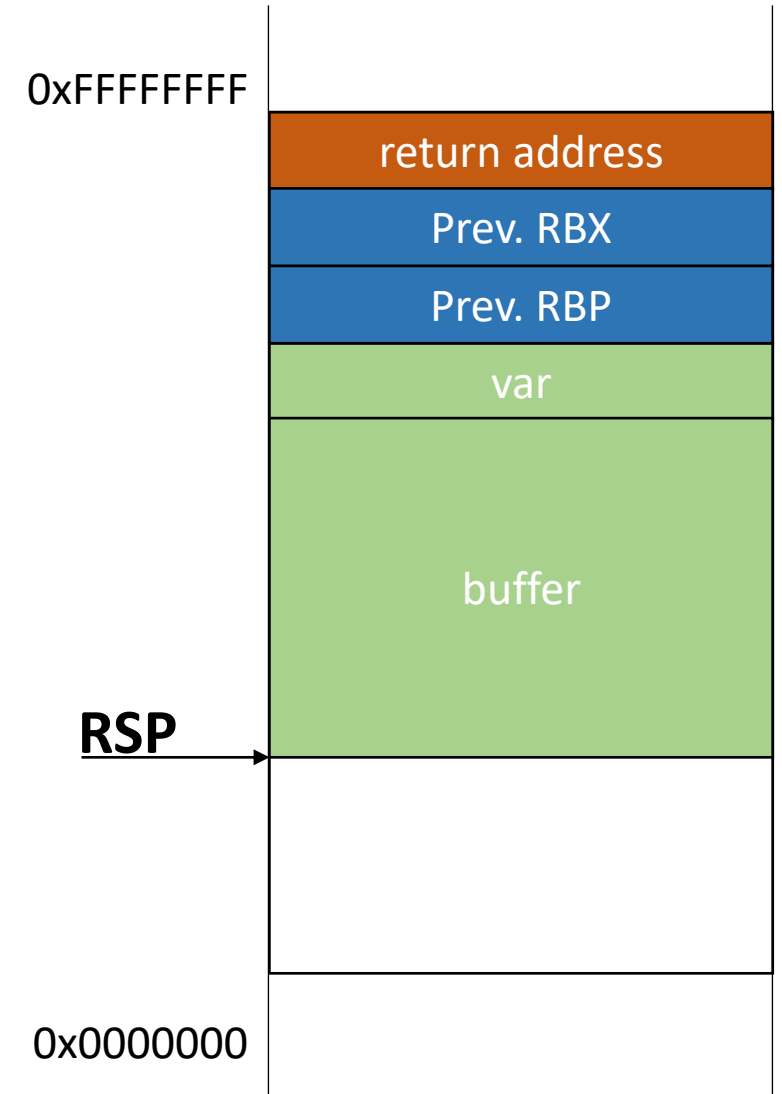 0xFFFFFFFF
return address
Prev. RBX
Prev. RBP
var
buffer
RSP
0x0000000